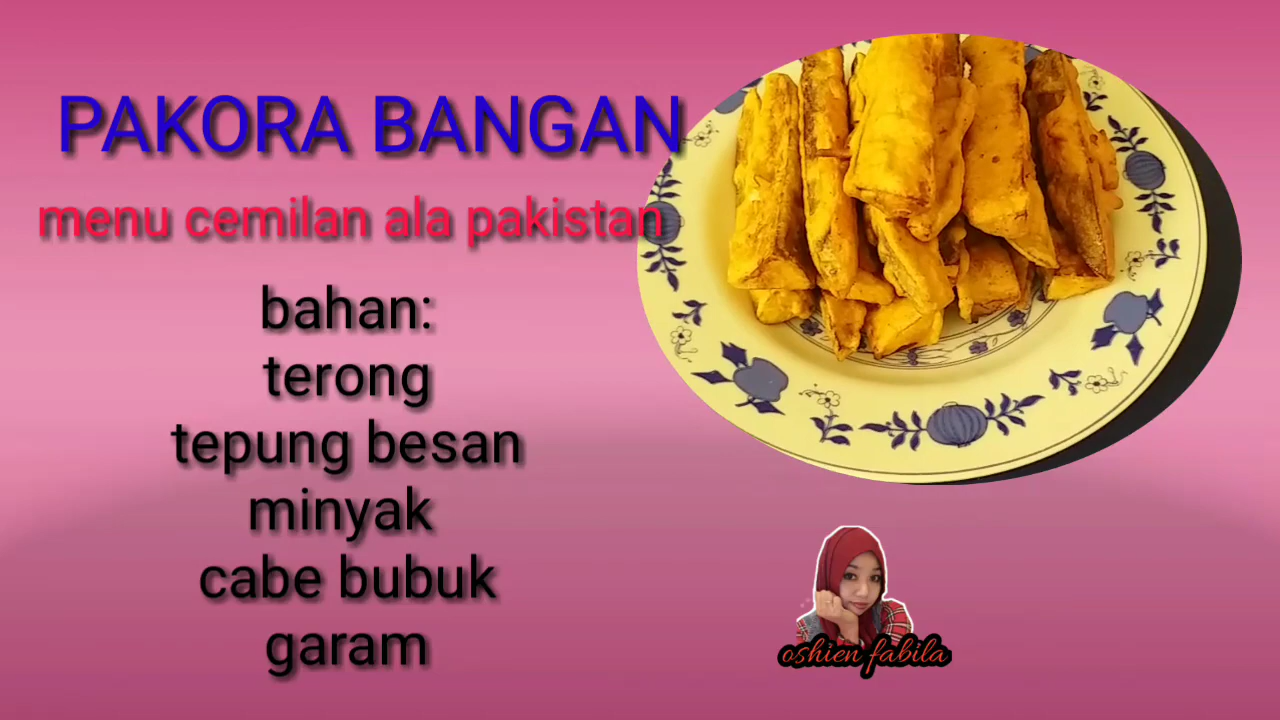 PAKORA BANGAN
menu cemilan ala pakistan
bahan:
terong
tepung besan
minyak
cabe bubuk
garam
oshien fabila